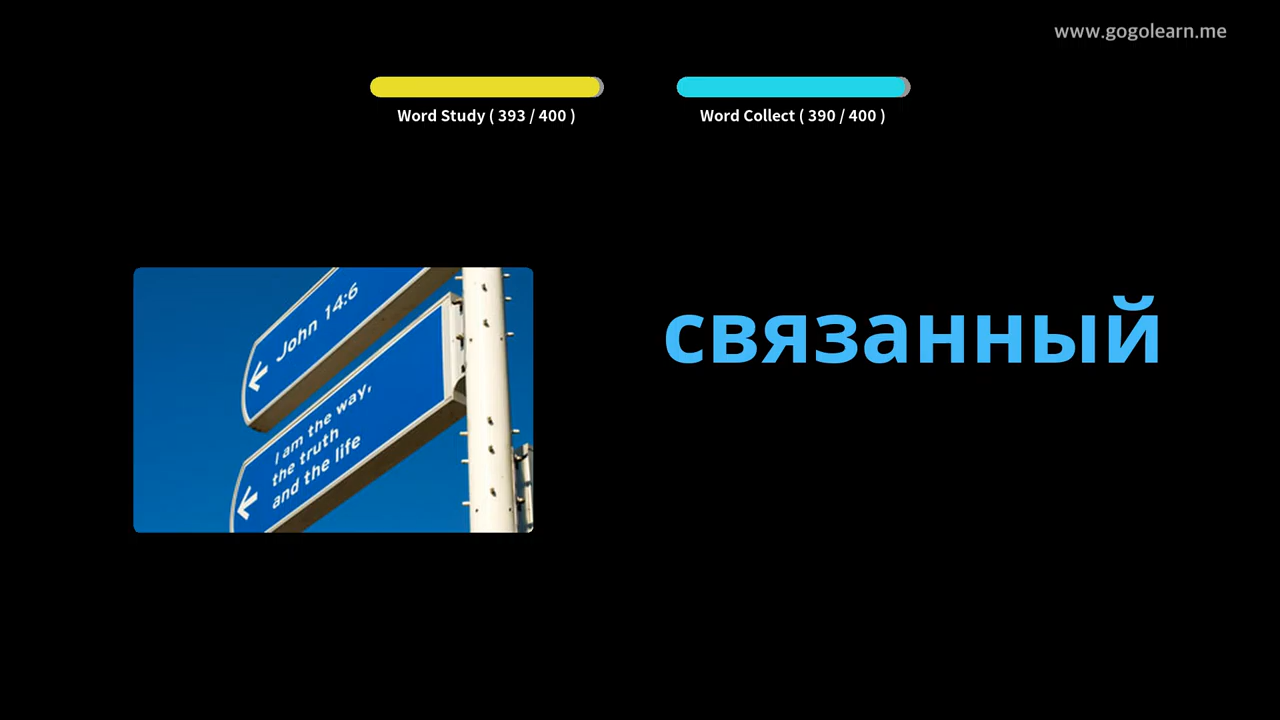 www.gogolearn.me
Word Study ( 393 / 400 )
Word Collect ( 390 / 400 )
John 14:6
I am the way,
the truth
and the life
связанный